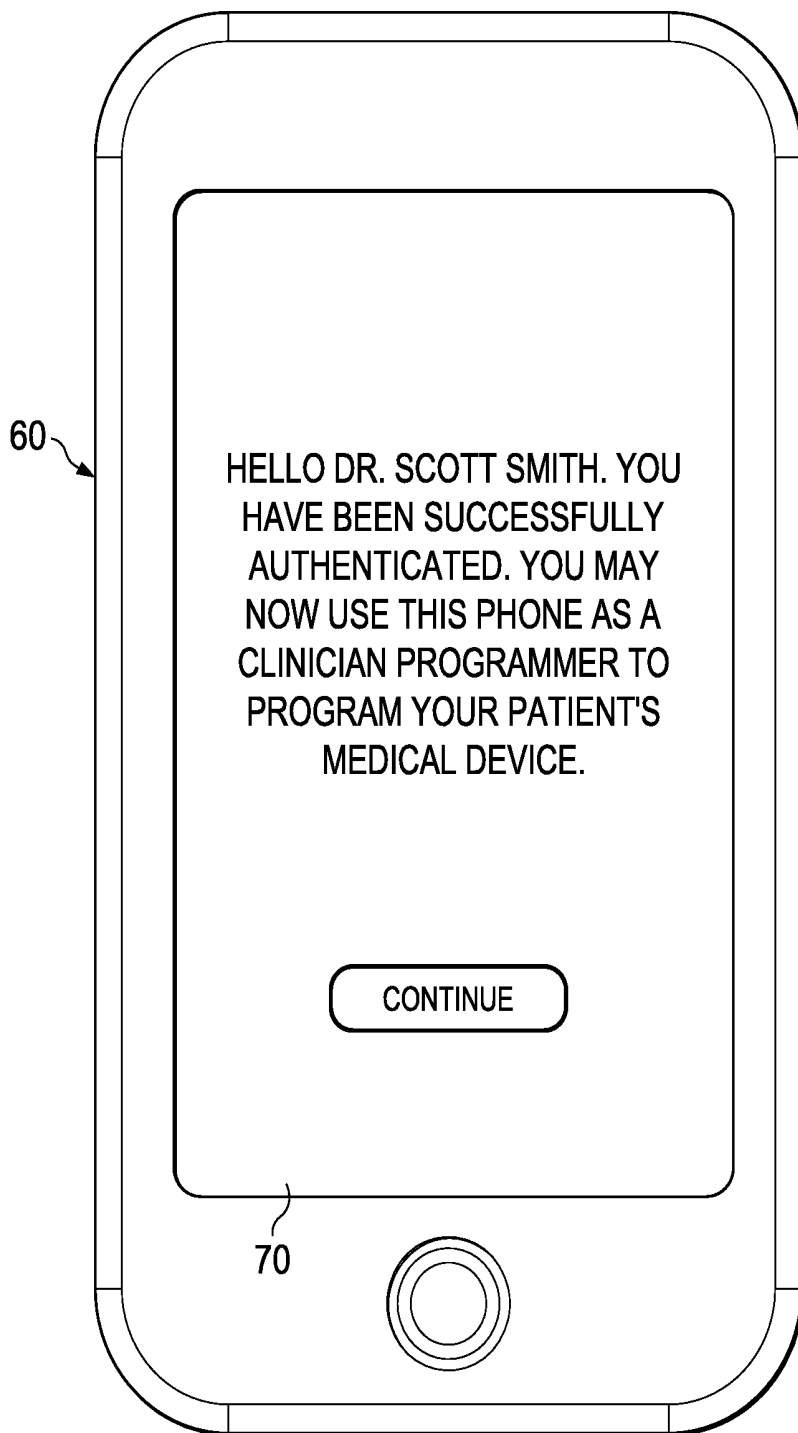 60
HELLO DR. SCOTT SMITH. YOU
HAVE BEEN SUCCESSFULLY
AUTHENTICATED. YOU MAY
NOW USE THIS PHONE AS A
CLINICIAN PROGRAMMER TO
PROGRAM YOUR PATIENT'S
MEDICAL DEVICE.
CONTINUE
70